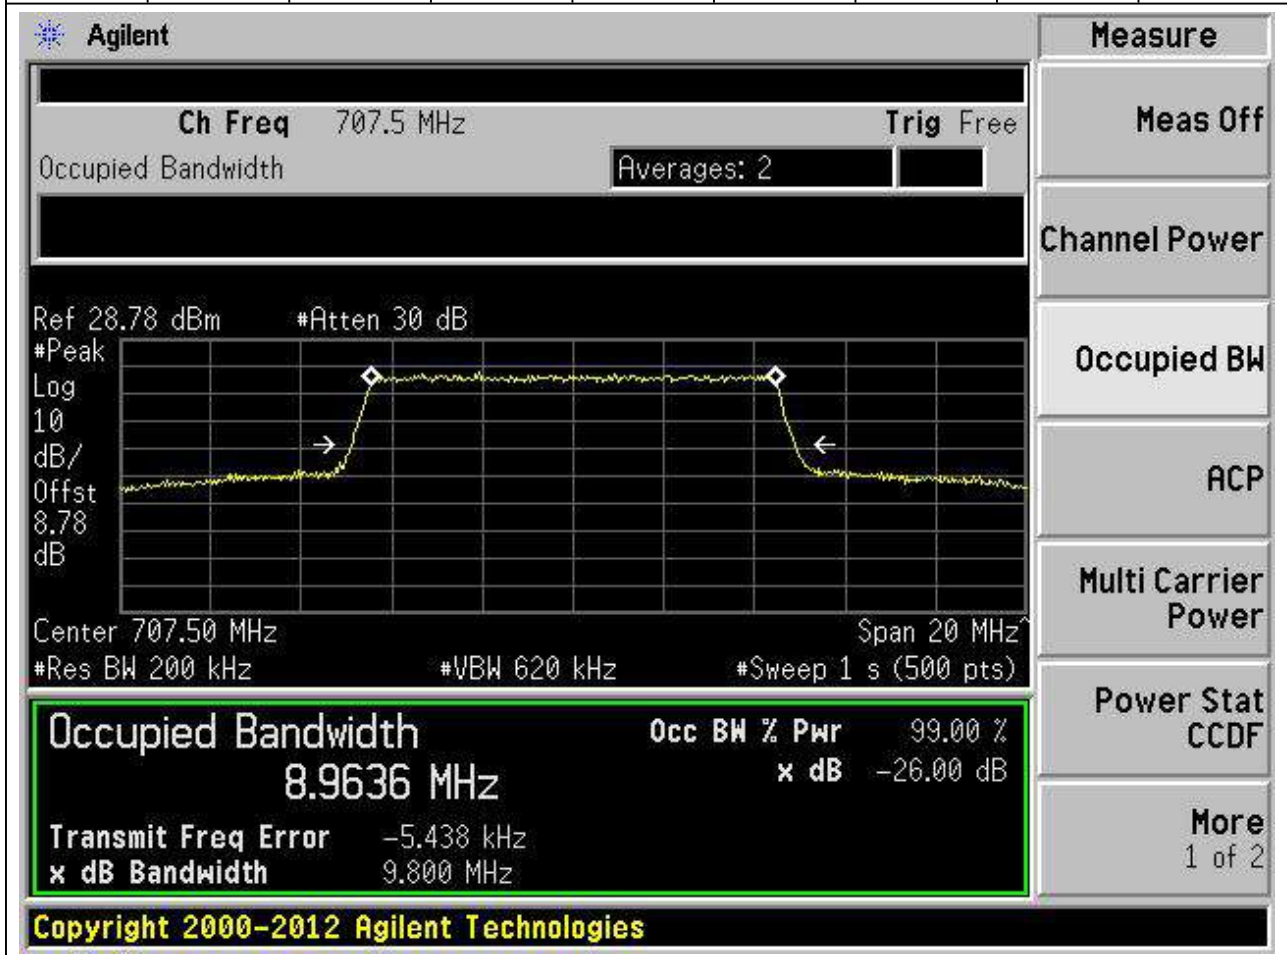 Agilent
Measure
Ch Freq 707.5 MHz Trig Free
Meas Off
Occupied Bandwidth Averages: 2
Channel Power
Ref 28.78 dBm #Atten 30 dB
#Peak
Log
10
dB/
Offst
8.78
dB
Occupied BW
ACP
Center 707.50 MHz Span 20 MHz^
#Res BW 200 kHz #VBW 620 kHz #Sweep 1 s (500 pts)
Multi Carrier
Power
Occupied Bandwidth Occ BW % Pwr 99.00 %
8.9636 MHz x dB -26.00 dB
Power Stat
CCDF
Transmit Freq Error -5.438 kHz
x dB Bandwidth 9.800 MHz
More
1 of 2
Copyright 2000-2012 Agilent Technologies